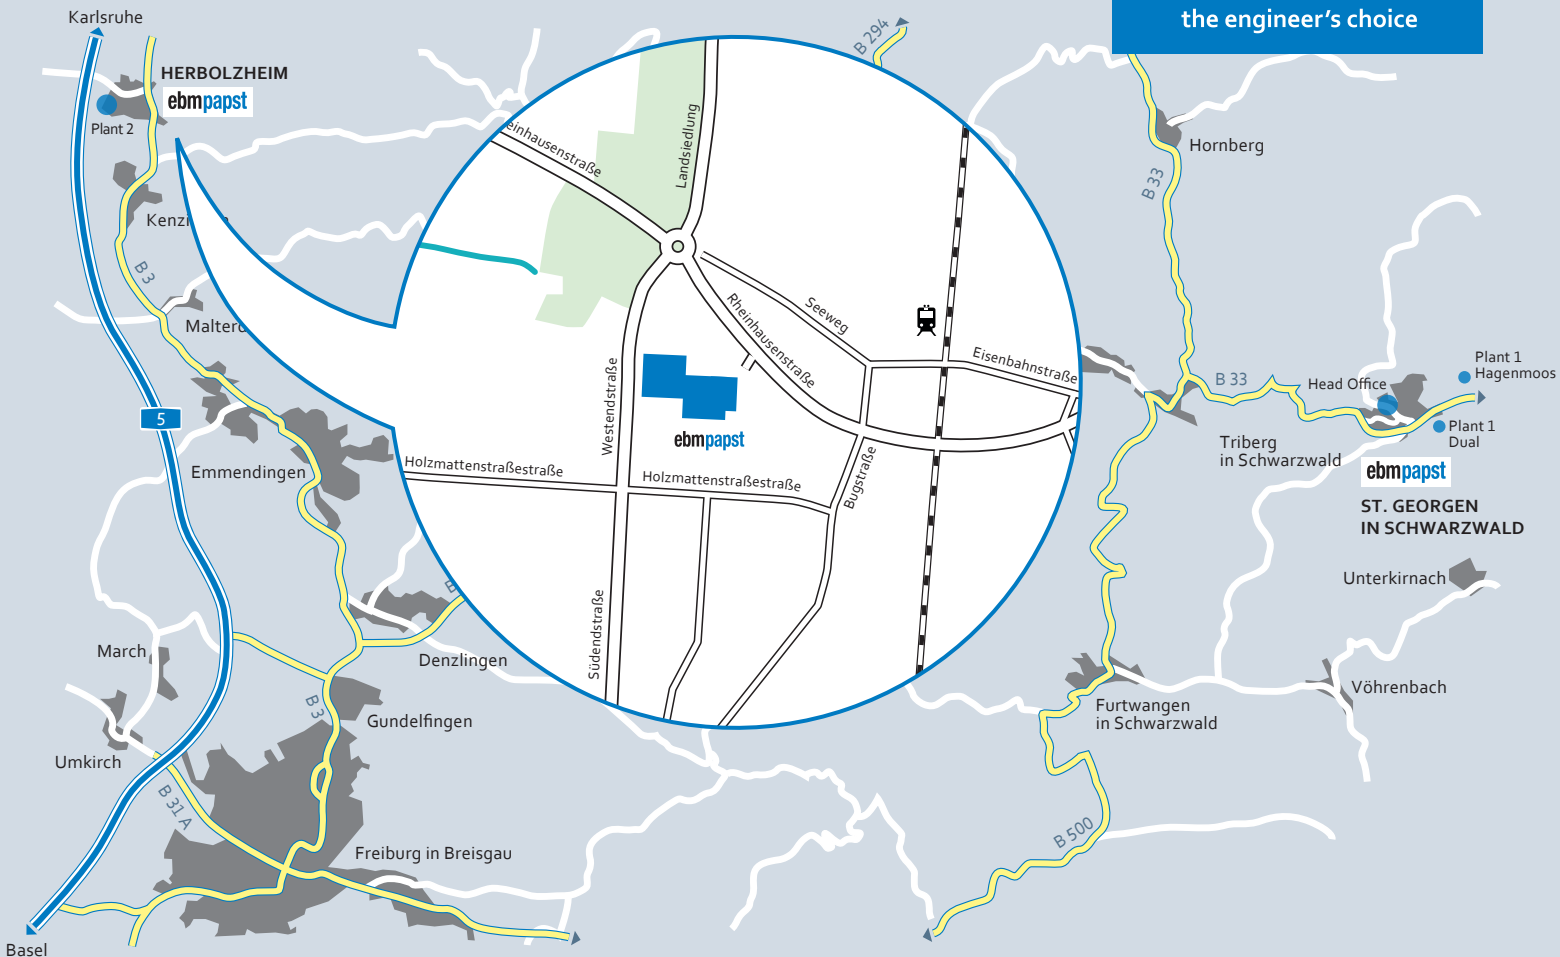 Karlsruhe
the engineer's choice
B 294
HERBOLZHEIM
ebmpapst
Plant 2
einhausenstraße
Landsiedlung
Hornberg
B 33
B 3
Seeweg
Rheinhausenstraße
Eisenbahnstraße
Westendstraße
ebmpapst
B 33
Head Office
Plant 1
Hagenmoos
Plant 1
Dual
5
Emmendingen
Holzmattenstraßestraße
Holzmattenstraßestraße
Bugstraße
Triberg
in Schwarzwald
ebmpapst
ST. GEORGEN
IN SCHWARZWALD
Unterkirnach
Südendstraße
March
Denzlingen
B 3
Gundelfingen
Umkirch
B 31 A
Furtwangen
in Schwarzwald
Vöhrenbach
B 500
Freiburg in Breisgau
Basel